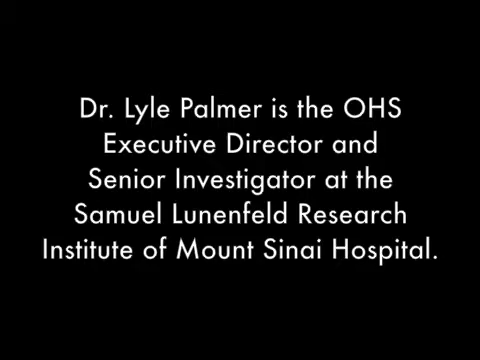 Dr. Lyle Palmer is the OHS
Executive Director and
Senior Investigator at the
Samuel Lunenfeld Research
Institute of Mount Sinai Hospital.